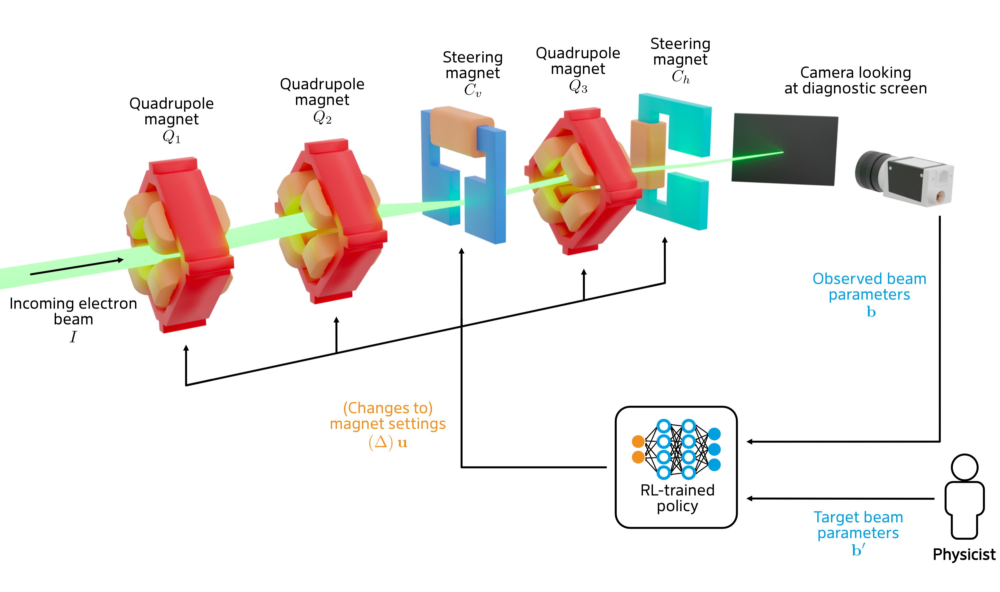 Quadrupole
magnet
Q₁
Quadrupole
magnet
Q₂
Steering
magnet
Cᵥ
Quadrupole
magnet
Q₃
Steering
magnet
Cₕ
Camera looking
at diagnostic screen
Incoming electron
beam
I
Observed beam
parameters
b
(Changes to)
magnet settings
(Δ) u
RL-trained
policy
Target beam
parameters
b′
Physicist